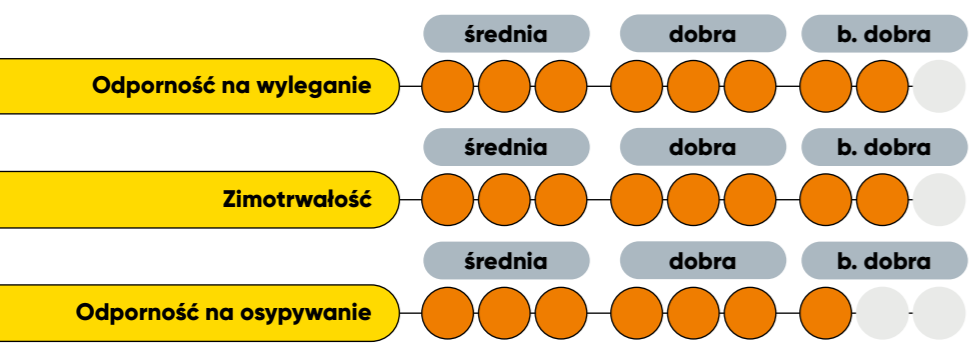 średnia dobra b. dobra
Odporność na wyleganie
średnia dobra b. dobra
Zimotrwałość
średnia dobra b. dobra
Odporność na osypywanie